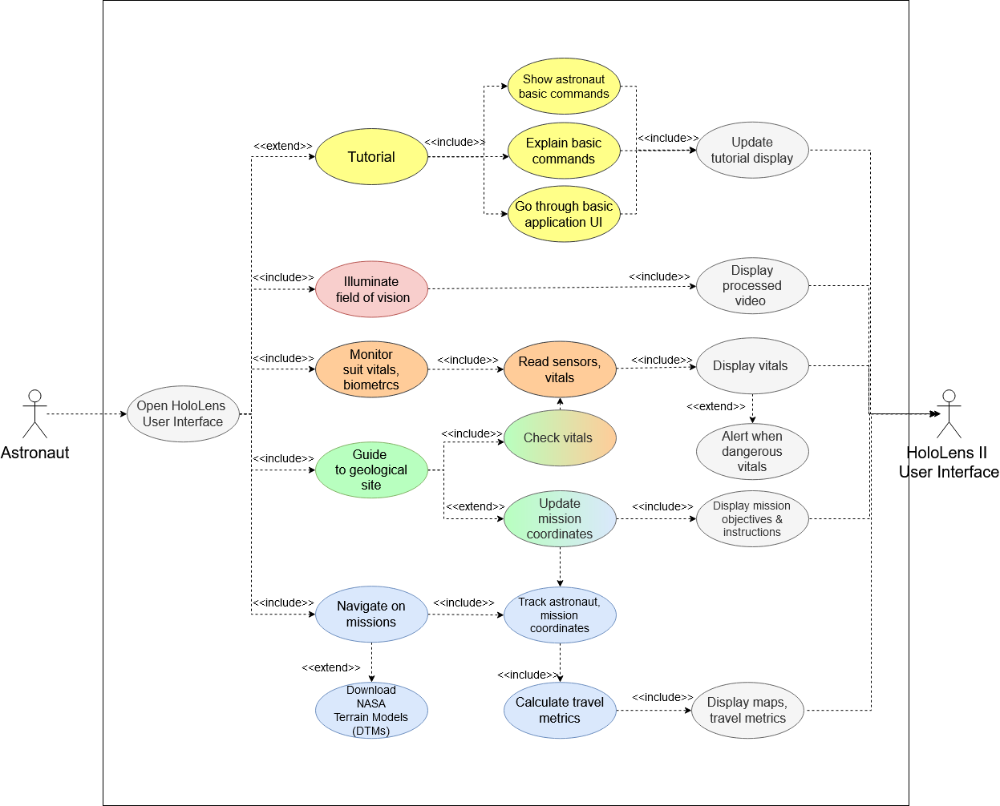 Show astronaut
basic commands
<<extend>>
Tutorial
<<include>>
Explain basic
commands
<<include>>
Update
tutorial display
Go through basic
application UI
<<include>>
Illuminate
field of vision
<<include>>
Display
processed
video
<<include>>
Monitor
suit vitals,
biometrcs
<<include>>
Read sensors,
vitals
<<include>>
Display vitals
Astronaut
Open HoloLens
User Interface
<<include>>
Guide
to geological
site
<<include>>
Check vitals
<<extend>>
Alert when
dangerous
vitals
HoloLens II
User Interface
<<extend>>
Update
mission
coordinates
<<include>>
Display mission
objectives &
instructions
<<include>>
Navigate on
missions
<<include>>
Track astronaut,
mission
coordinates
<<extend>>
Download
NASA
Terrain Models
(DTMs)
<<include>>
Calculate travel
metrics
<<include>>
Display maps,
travel metrics